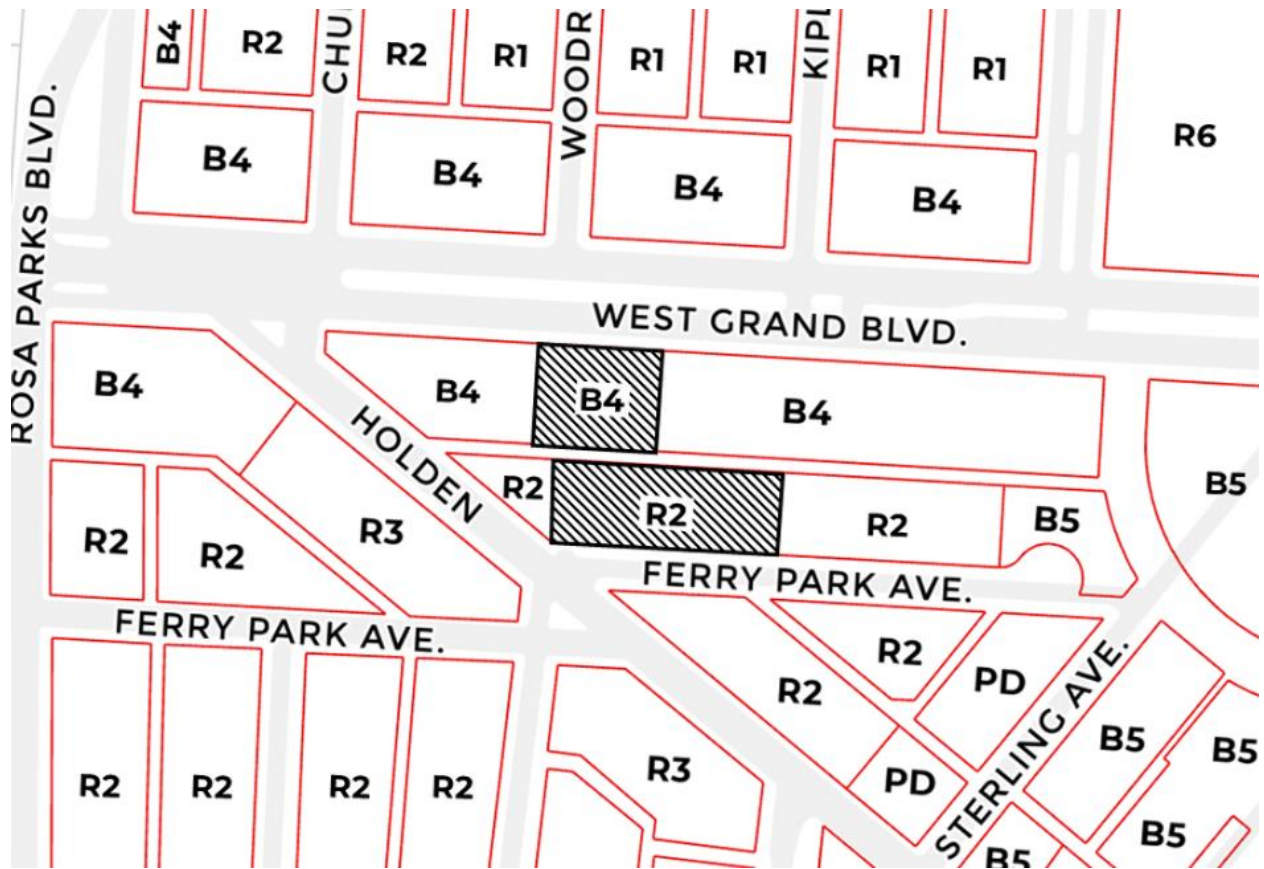 B4
R2
CHU
R2
R1
WOODR
R1
R1
KIPL
R1
R1
R6
ROSA PARKS BLVD.
B4
B4
B4
B4
WEST GRAND BLVD.
B4
B4
B4
B4
HOLDEN
R2
R2
R2
B5
B5
R2
R2
R3
FERRY PARK AVE.
FERRY PARK AVE.
R2
R2
PD
STERLING AVE.
R2
R2
R2
R2
R3
PD
B5
B5
B5
B5